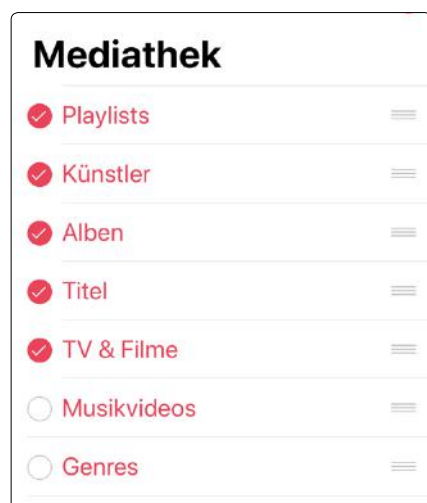 Mediathek
Playlists
Künstler
Alben
Titel
TV & Filme
Musikvideos
Genres